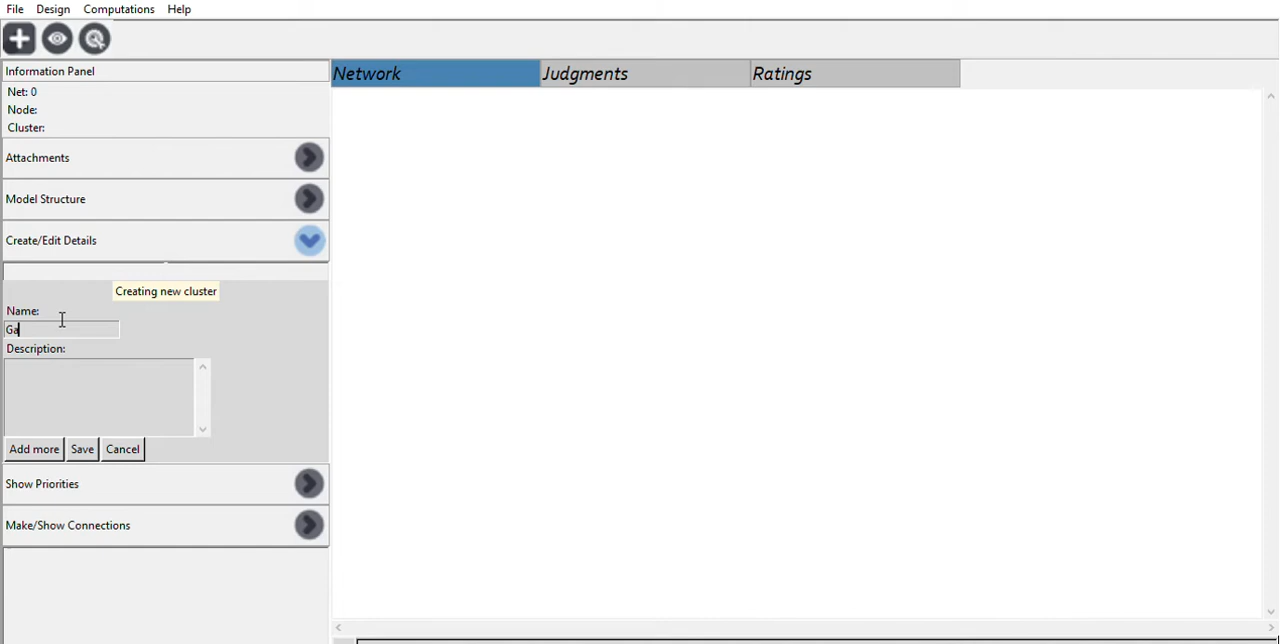 File Design Computations Help
Information Panel
Network Judgments Ratings
Net: 0
Node:
Cluster:
Attachments
Model Structure
Create/Edit Details
Creating new cluster
Name:
Ga
Description:
Add more Save Cancel
Show Priorities
Make/Show Connections